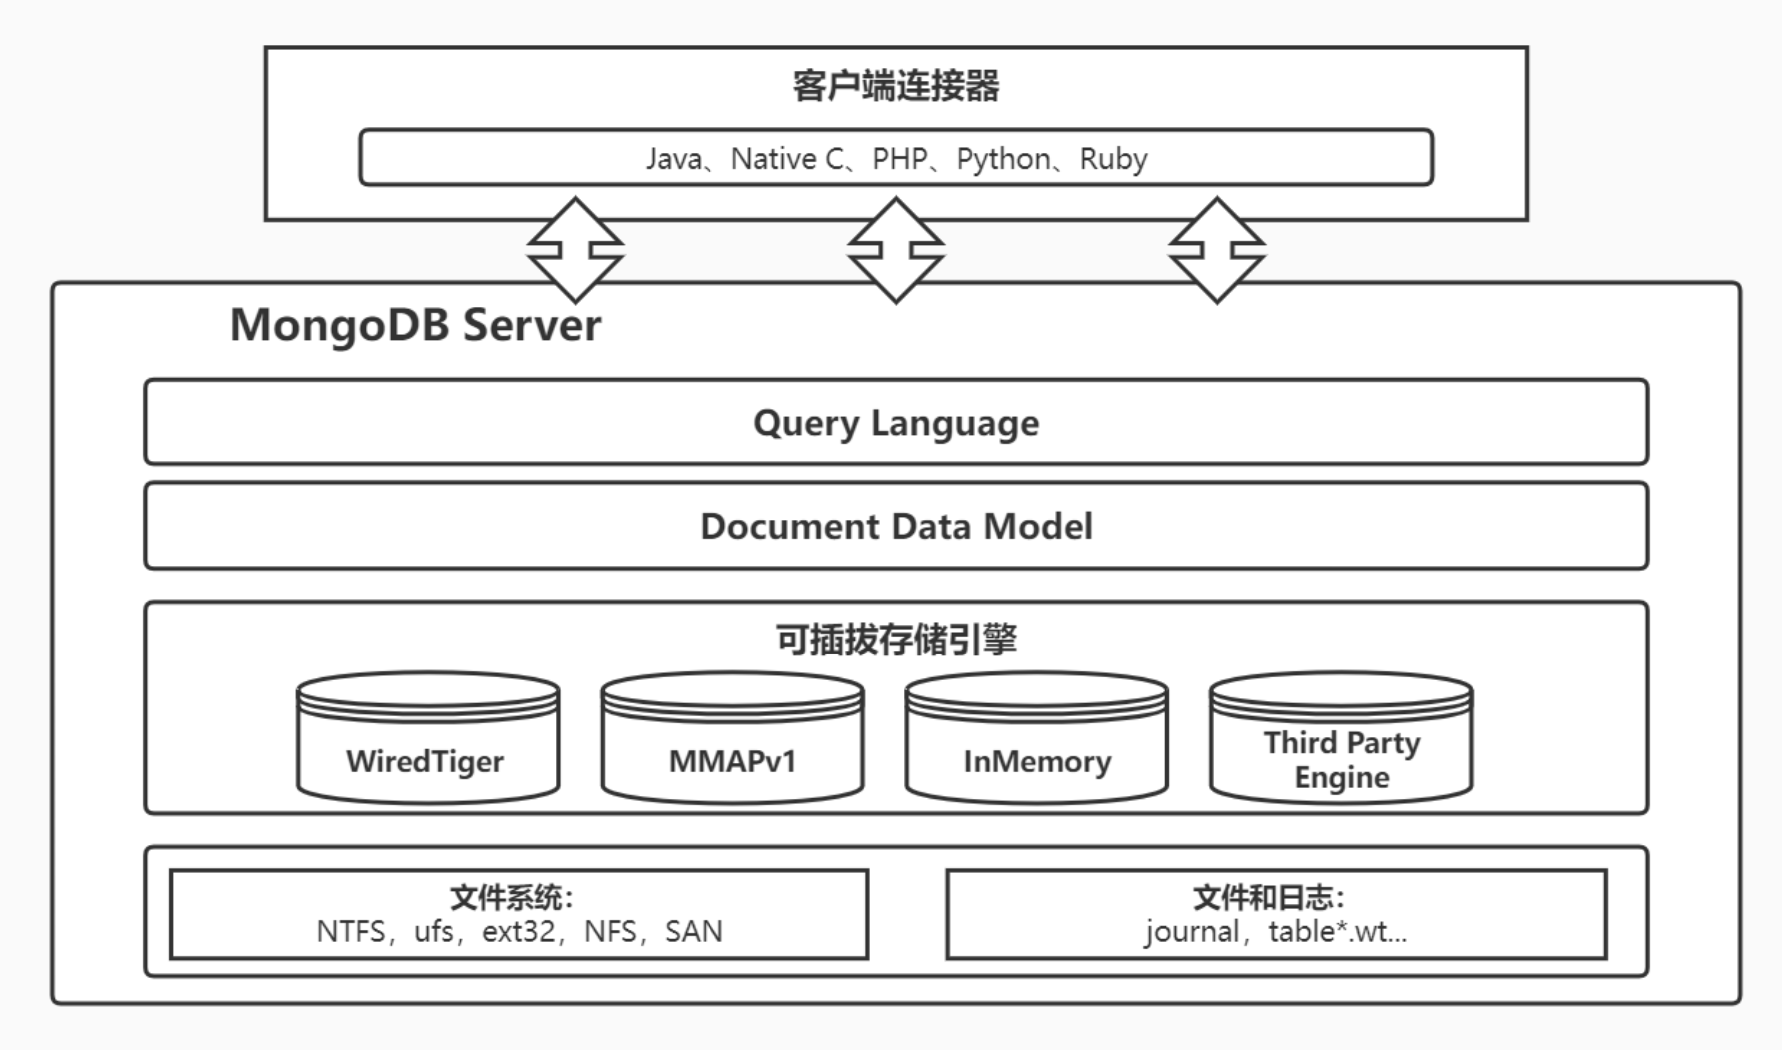 客户端连接器
Java、Native C、PHP、Python、Ruby
MongoDB Server
Query Language
Document Data Model
可插拔存储引擎
WiredTiger
MMAPv1
InMemory
Third Party
Engine
文件系统：
NTFS，ufs，ext32，NFS，SAN
文件和日志：
journal，table*.wt...